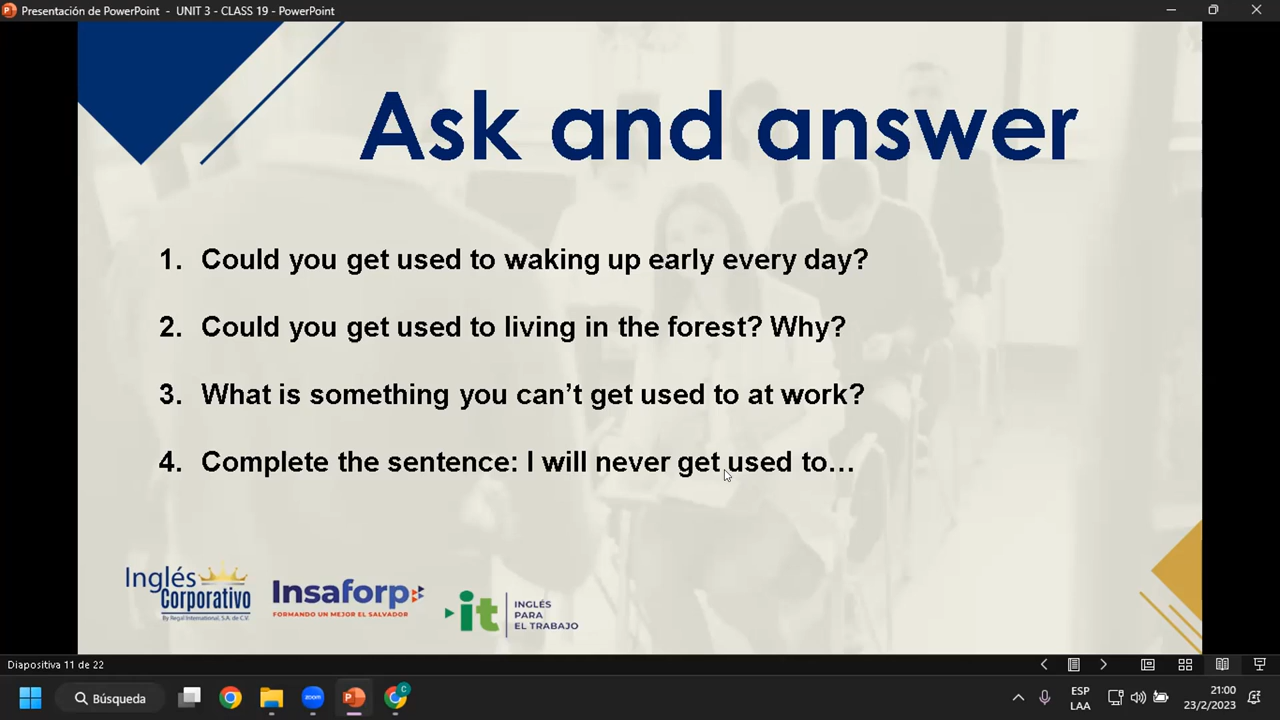 Presentación de PowerPoint - UNIT 3 - CLASS 19 - PowerPoint
Ask and answer
1. Could you get used to waking up early every day?
2. Could you get used to living in the forest? Why?
3. What is something you can't get used to at work?
4. Complete the sentence: I will never get used to…
Inglés
Corporativo
By Regal International, S.A. de C.V.
Insaforp
FORMANDO UN MEJOR EL SALVADOR
it
INGLÉS
PARA
EL TRABAJO
Diapositiva 11 de 22
Búsqueda
ESP
LAA
21:00
23/2/2023